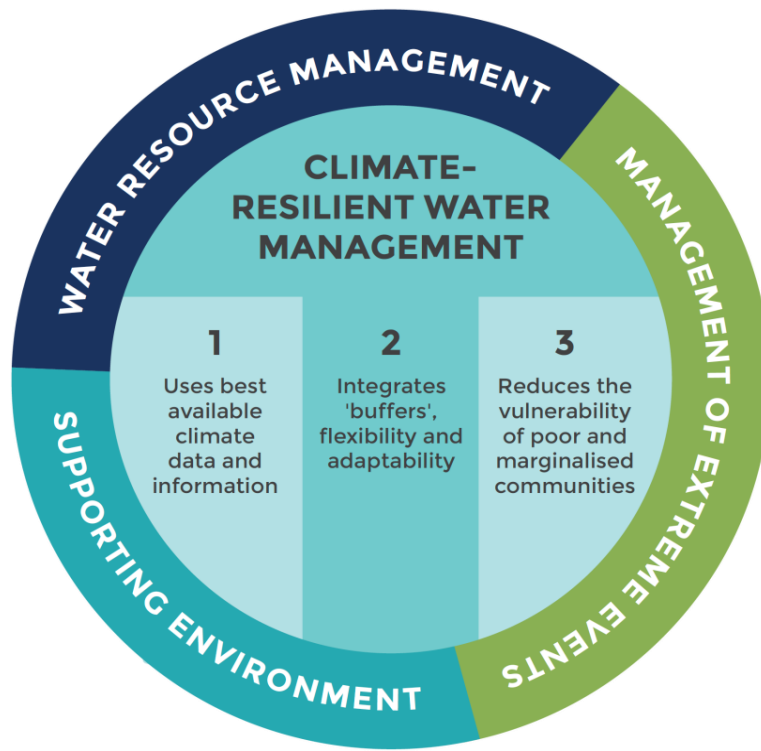 WATER RESOURCE MANAGEMENT
MANAGEMENT OF EXTREME EVENTS
SUPPORTING ENVIRONMENT
CLIMATE-
RESILIENT WATER
MANAGEMENT
1
Uses best
available
climate
data and
information
2
Integrates
'buffers',
flexibility and
adaptability
3
Reduces the
vulnerability
of poor and
marginalised
communities